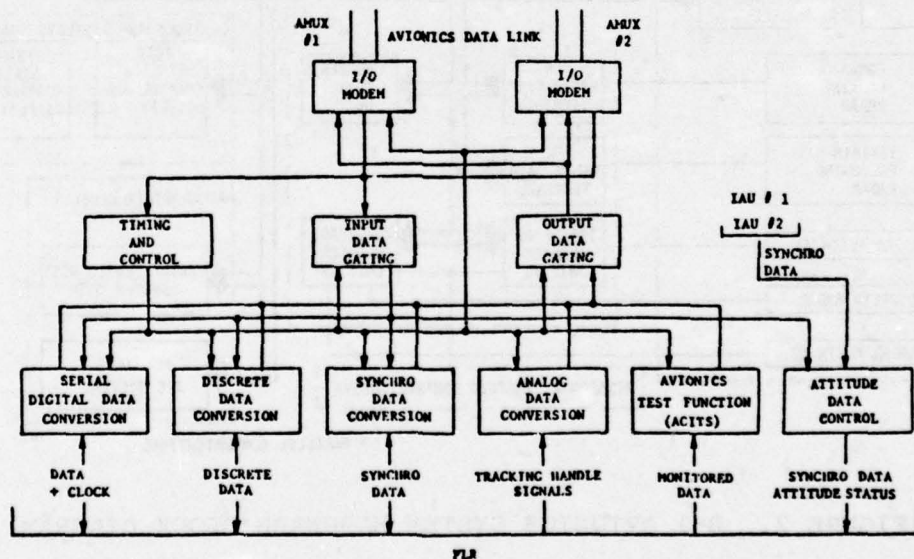 AMUX
#1
AVIONICS DATA LINK
AMUX
#2
I/O
MODEM
I/O
MODEM
TIMING
AND
CONTROL
INPUT
DATA
GATING
OUTPUT
DATA
GATING
IAU # 1
IAU #2
SYNCHRO
DATA
SERIAL
DIGITAL DATA
CONVERSION
DISCRETE
DATA
CONVERSION
SYNCHRO
DATA
CONVERSION
ANALOG
DATA
CONVERSION
AVIONICS
TEST FUNCTION
(ACITS)
ATTITUDE
DATA
CONTROL
DATA
+ CLOCK
DISCRETE
DATA
SYNCHRO
DATA
TRACKING HANDLE
SIGNALS
MONITORED
DATA
SYNCHRO DATA
ATTITUDE STATUS
FLR